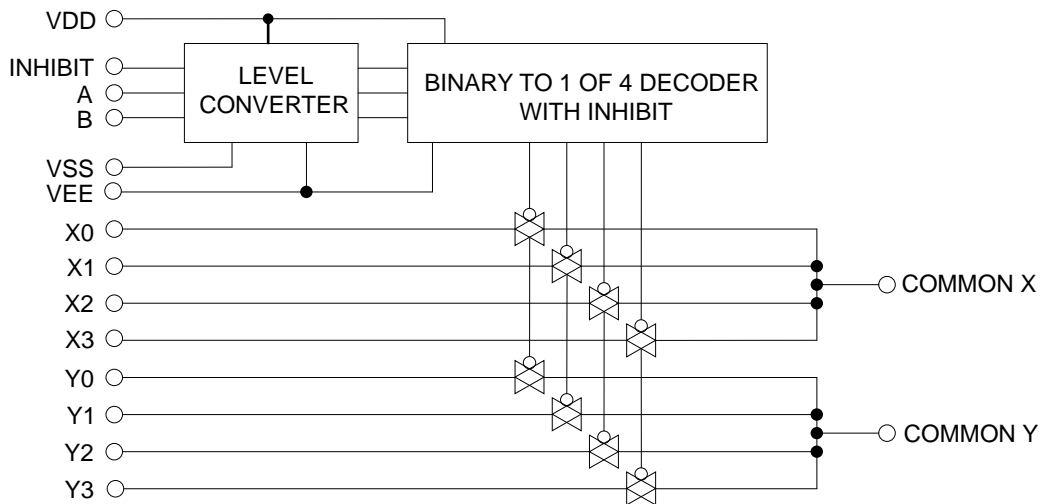 VDD
INHIBIT
A
B
LEVEL
CONVERTER
BINARY TO 1 OF 4 DECODER
WITH INHIBIT
VSS
VEE
X0
X1
X2
X3
COMMON X
Y0
Y1
Y2
Y3
COMMON Y